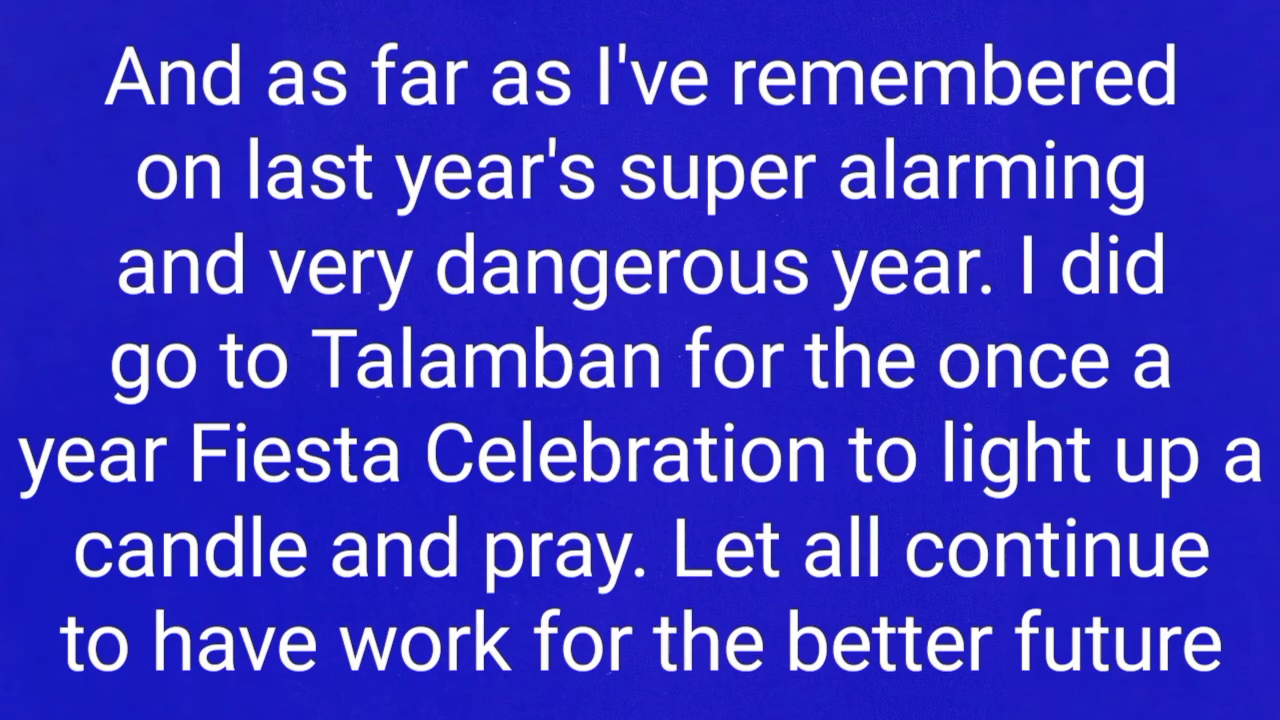 And as far as I've remembered
on last year's super alarming
and very dangerous year. I did
go to Talamban for the once a
year Fiesta Celebration to light up a
candle and pray. Let all continue
to have work for the better future